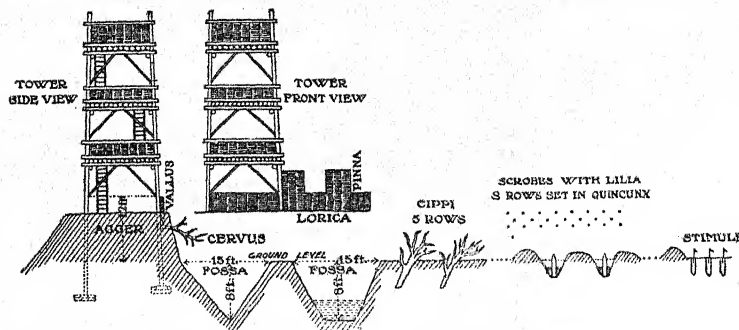 TOWER
SIDE VIEW
TOWER
FRONT VIEW
VALLUS
PINNA
LORICA
AGGER
12ft.
CERVUS
GROUND LEVEL
15ft.
FOSSA
8ft.
15ft.
FOSSA
8ft.
CIPPI
5 ROWS
SCROBES WITH LILIA
8 ROWS SET IN QUINCUNX
STIMULI